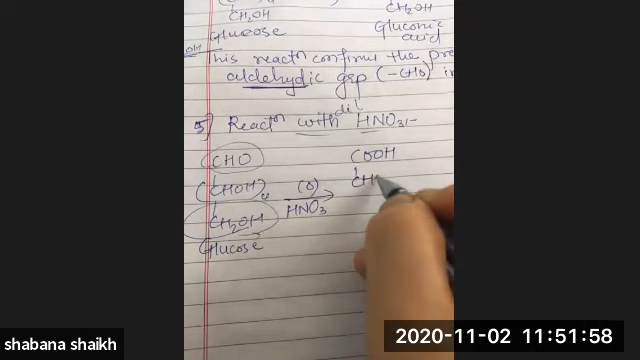 CH2OH CH2OH
Glucose Gluconic
acid
This reactn confirms the pre
aldehydic grp (-CHO) in
5] Reactn with dil HNO3:-
CHO COOH
(CHOH)4 (O) CH
CH2OH HNO3
Glucose
shabana shaikh
2020-11-02 11:51:58